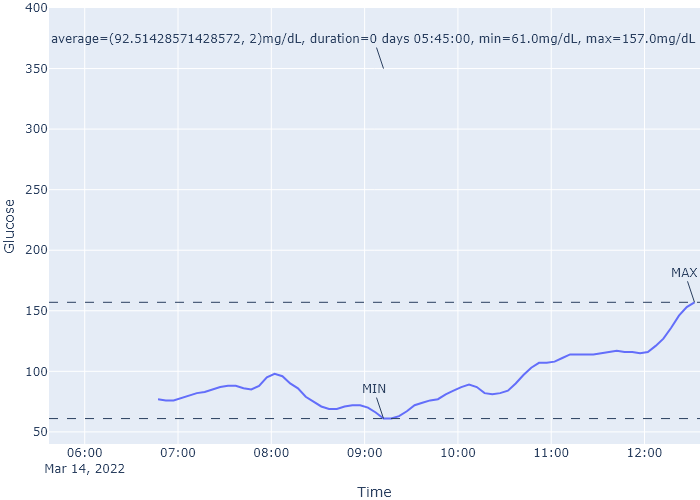 400
average=(92.51428571428572, 2)mg/dL, duration=0 days 05:45:00, min=61.0mg/dL, max=157.0mg/dL
350
300
250
Glucose
200
MAX
150
100
MIN
50
06:00 07:00 08:00 09:00 10:00 11:00 12:00
Mar 14, 2022
Time